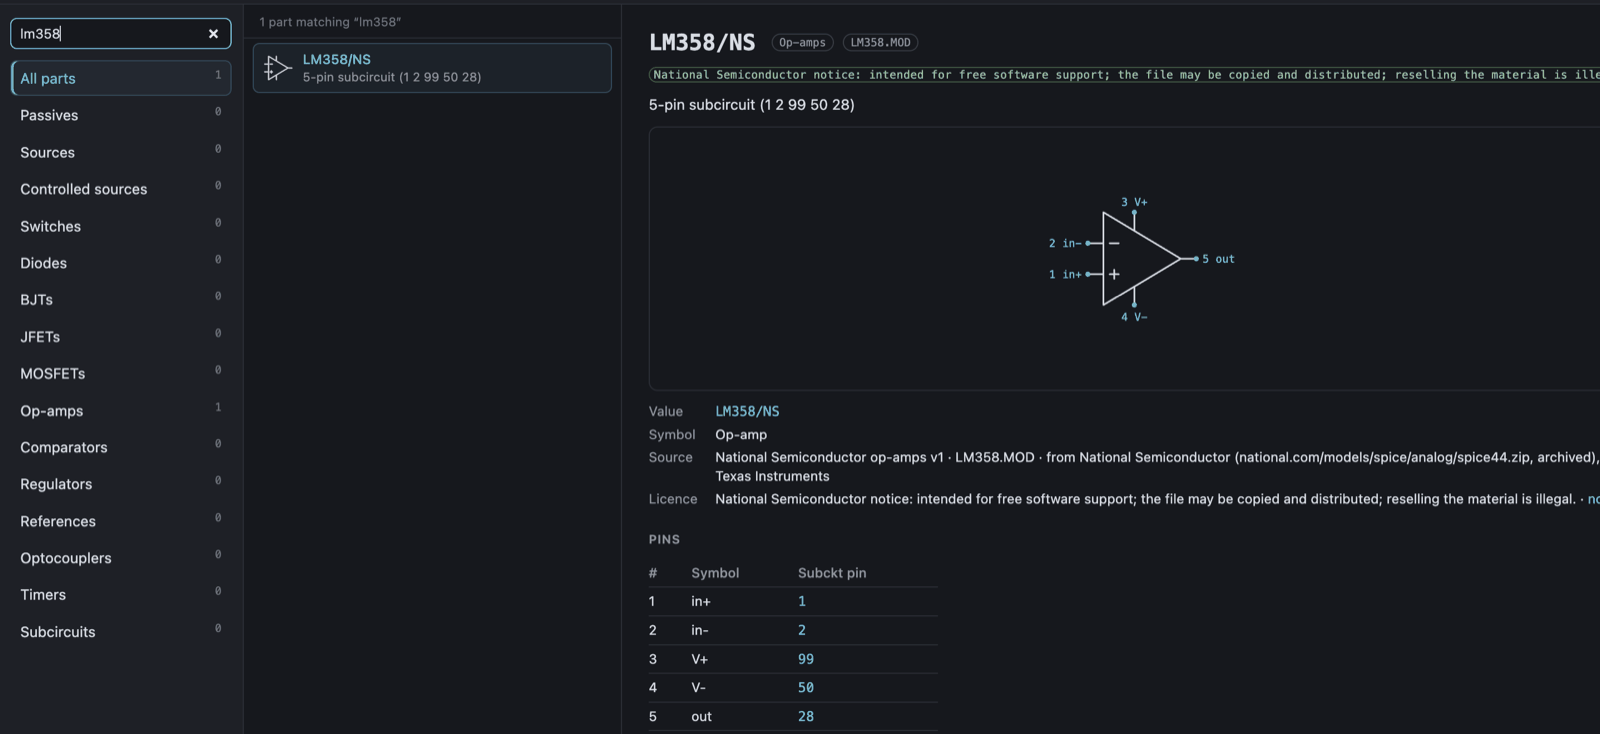 lm358
All parts 1
Passives 0
Sources 0
Controlled sources 0
Switches 0
Diodes 0
BJTs 0
JFETs 0
MOSFETs 0
Op-amps 1
Comparators 0
Regulators 0
References 0
Optocouplers 0
Timers 0
Subcircuits 0
1 part matching “lm358”
LM358/NS
5-pin subcircuit (1 2 99 50 28)
LM358/NS Op-amps LM358.MOD
National Semiconductor notice: intended for free software support; the file may be copied and distributed; reselling the material is ille
5-pin subcircuit (1 2 99 50 28)
3 V+
2 in−
−
5 out
1 in+
+
4 V−
Value LM358/NS
Symbol Op-amp
Source National Semiconductor op-amps v1 · LM358.MOD · from National Semiconductor (national.com/models/spice/analog/spice44.zip, archived),
Texas Instruments
Licence National Semiconductor notice: intended for free software support; the file may be copied and distributed; reselling the material is illegal. · no
PINS
# Symbol Subckt pin
1 in+ 1
2 in- 2
3 V+ 99
4 V- 50
5 out 28